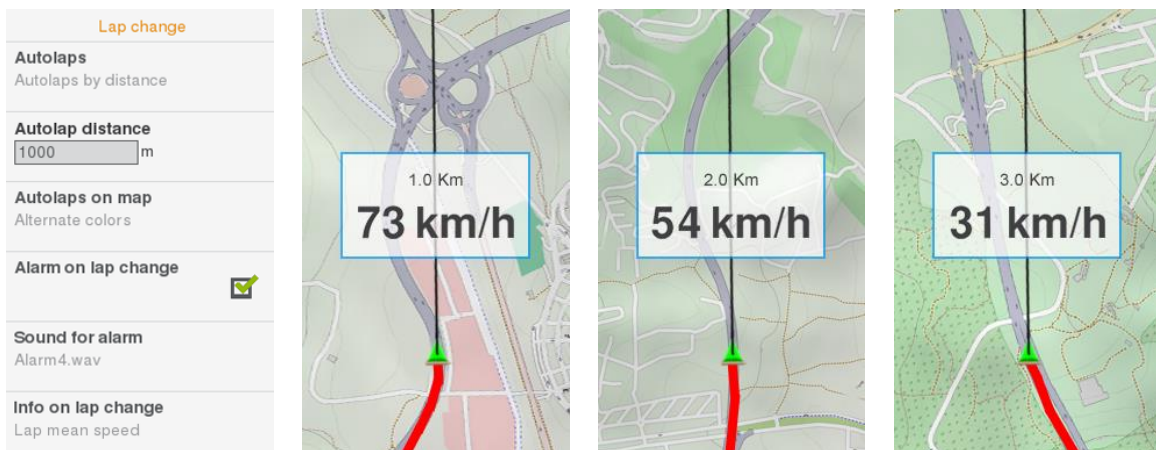 Lap change
Autolaps
Autolaps by distance
Autolap distance
1000 m
Autolaps on map
Alternate colors
Alarm on lap change
Sound for alarm
Alarm4.wav
Info on lap change
Lap mean speed
1.0 Km
73 km/h
2.0 Km
54 km/h
3.0 Km
31 km/h